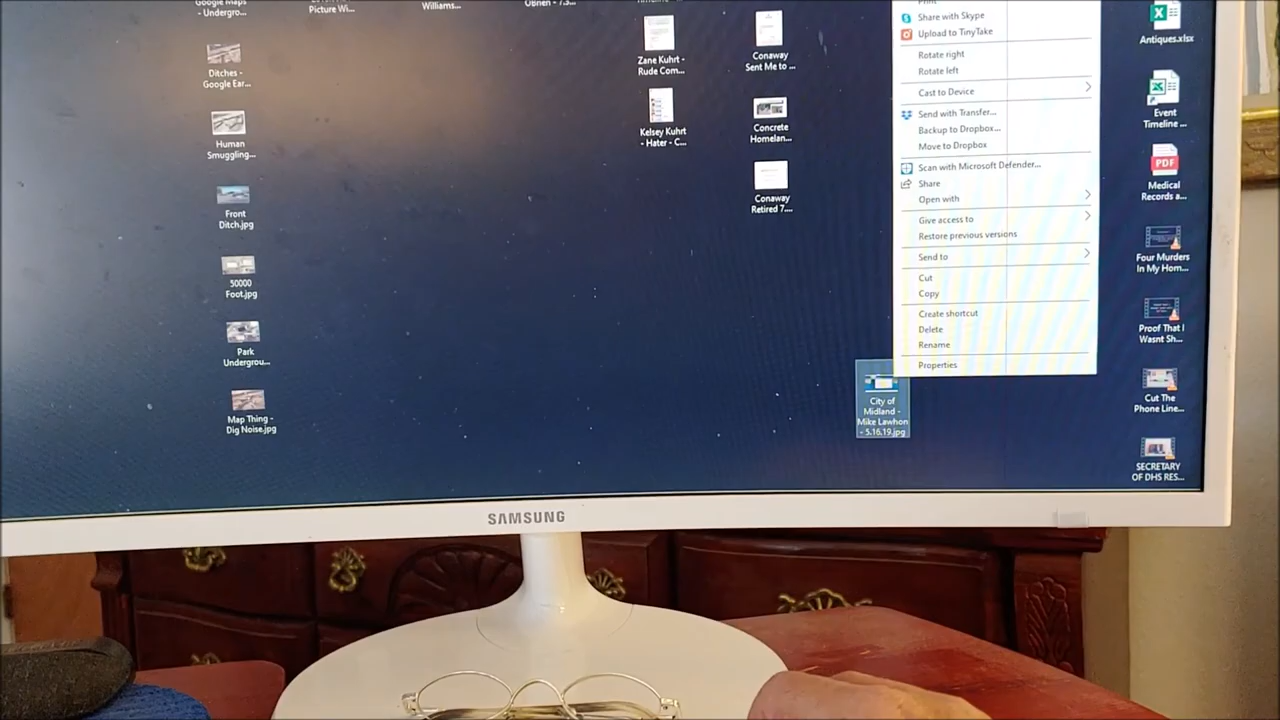 Google Maps
- Undergro...
Picture Wi...
Williams...
OBrien - 7.3...
Ditches -
Google Ear...
Human
Smuggling...
Front
Ditch.jpg
50000
Foot.jpg
Park
Undergrou...
Map Thing -
Dig Noise.jpg
Zane Kuhrt -
Rude Com...
Kelsey Kuhrt
- Hater - C...
Conaway
Sent Me to ...
Concrete
Homelan...
Conaway
Retired 7....
Print
Share with Skype
Upload to TinyTake
Rotate right
Rotate left
Cast to Device
Send with Transfer...
Backup to Dropbox...
Move to Dropbox
Scan with Microsoft Defender...
Share
Open with
Give access to
Restore previous versions
Send to
Cut
Copy
Create shortcut
Delete
Rename
Properties
City of
Midland -
Mike Lawhon
- 5.16.19.jpg
Antiques.xlsx
Event
Timeline ...
PDF
Medical
Records a...
Four Murders
In My Hom...
Proof That I
Wasnt Sh...
Cut The
Phone Line...
SECRETARY
OF DHS RES...
SAMSUNG